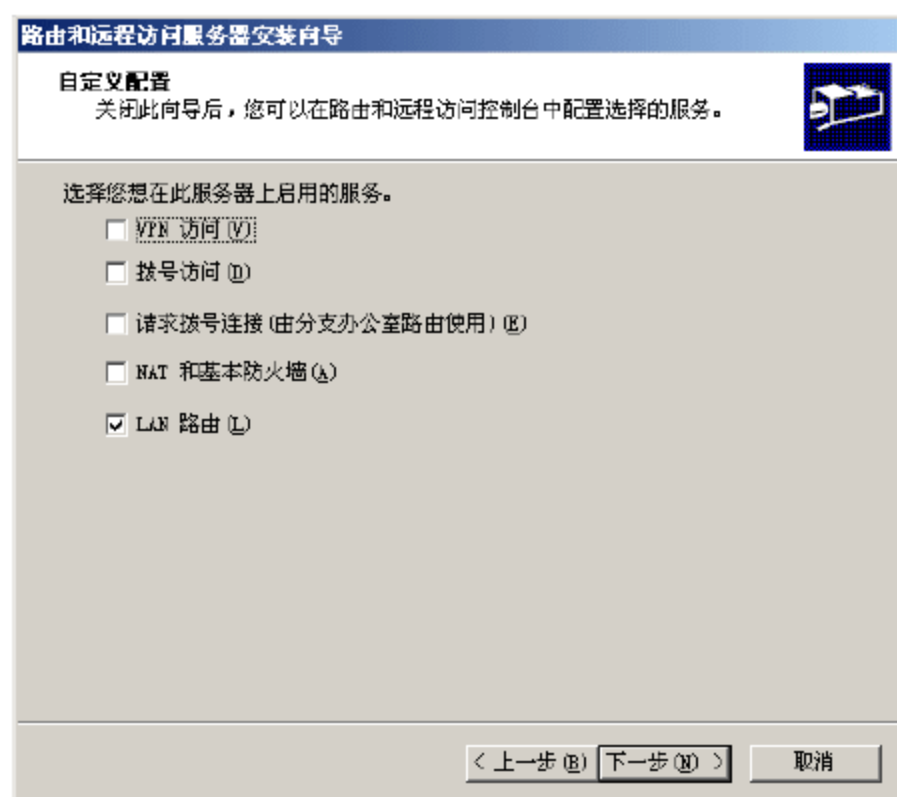 路由和远程访问服务器安装向导
自定义配置
关闭此向导后，您可以在路由和远程访问控制台中配置选择的服务。
选择您想在此服务器上启用的服务。
VPN 访问(V)
拨号访问(D)
请求拨号连接(由分支办公室路由使用)(E)
NAT 和基本防火墙(A)
LAN 路由(L)
< 上一步(B) 下一步(N) > 取消